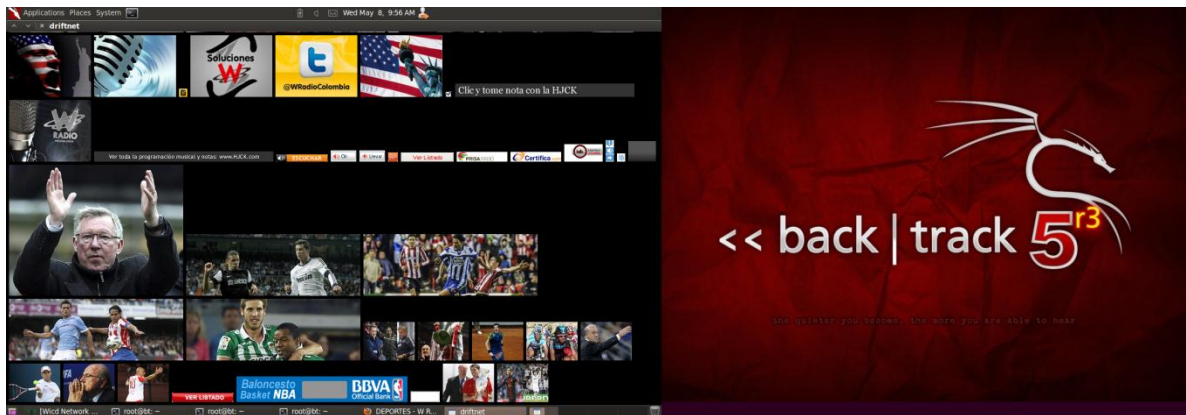 Applications Places System
Wed May 8, 9:56 AM
driftnet
Soluciones
W
@WRadioColombia
Clic y tome nota con la HJCK
W
RADIO
Ver toda la programación musical y notas: www.HJCK.com
ESCUCHAR
Ver Listado
Certifica.com
<< back | track 5 r3
the quieter you become, the more you are able to hear
FIFA
VER LISTADO
Baloncesto
Basket NBA
BBVA
Official Bank
NBA
[Wicd Network ...
root@bt: ~
root@bt: ~
root@bt: ~
DEPORTES - W R...
driftnet